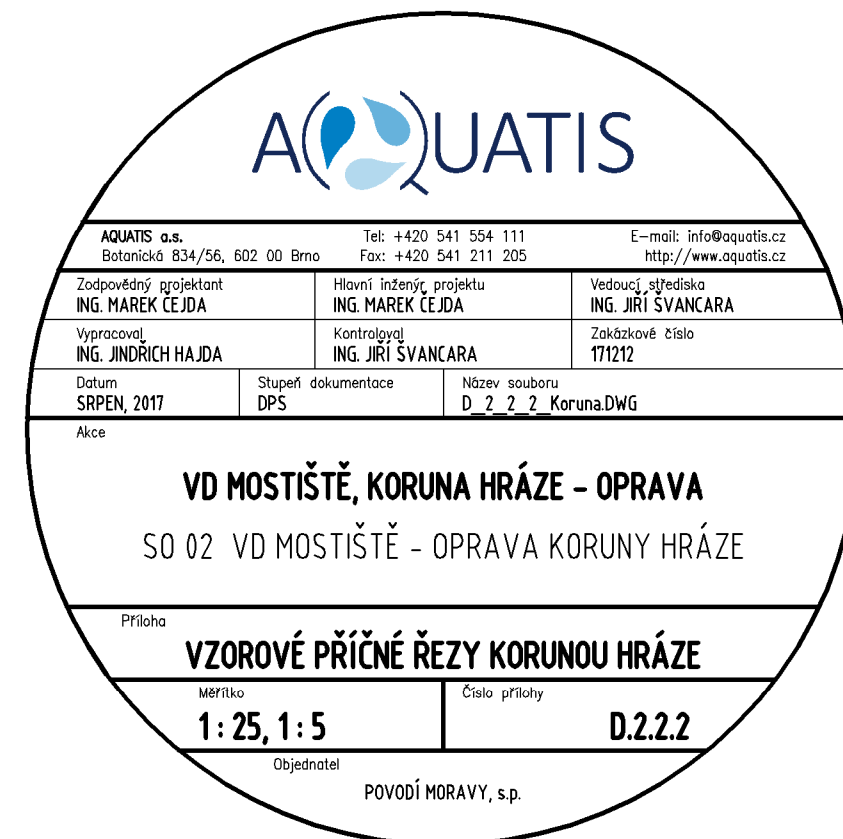 AQUATIS
AQUATIS a.s. Tel: +420 541 554 111 E-mail: info@aquatis.cz
Botanická 834/56, 602 00 Brno Fax: +420 541 211 205 http://www.aquatis.cz
Zodpovědný projektant Hlavní inženýr projektu Vedoucí střediska
ING. MAREK ČEJDA ING. MAREK ČEJDA ING. JIŘÍ ŠVANCARA
Vypracoval Kontroloval Zakázkové číslo
ING. JINDŘICH HAJDA ING. JIŘÍ ŠVANCARA 171212
Datum Stupeň dokumentace Název souboru
SRPEN, 2017 DPS D_2_2_2_Koruna.DWG
Akce
VD MOSTIŠTĚ, KORUNA HRÁZE - OPRAVA
SO 02 VD MOSTIŠTĚ - OPRAVA KORUNY HRÁZE
Příloha
VZOROVÉ PŘÍČNÉ ŘEZY KORUNOU HRÁZE
Měřítko Číslo přílohy
1 : 25, 1 : 5 D.2.2.2
Objednatel
POVODÍ MORAVY, s.p.